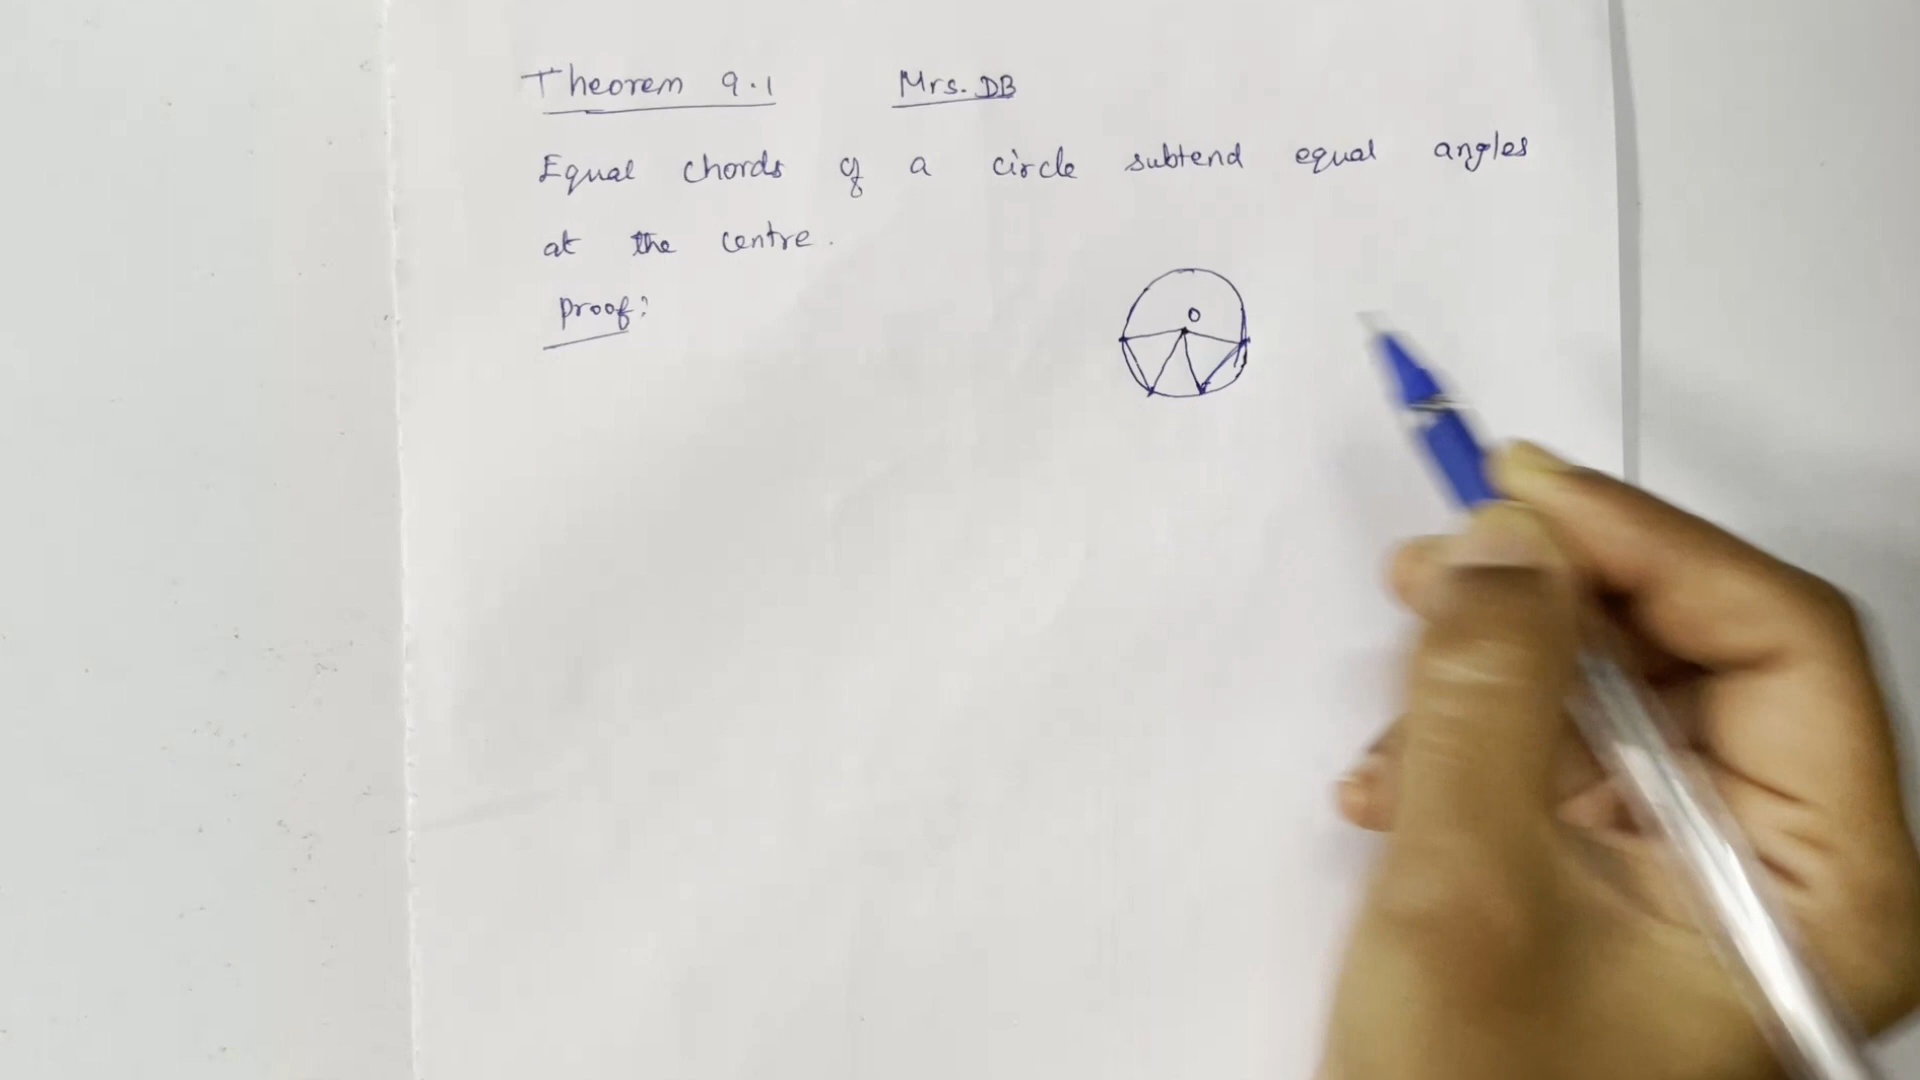 Theorem 9.1 Mrs. DB
Equal chords of a circle subtend equal angles
at the centre.
Proof:
O